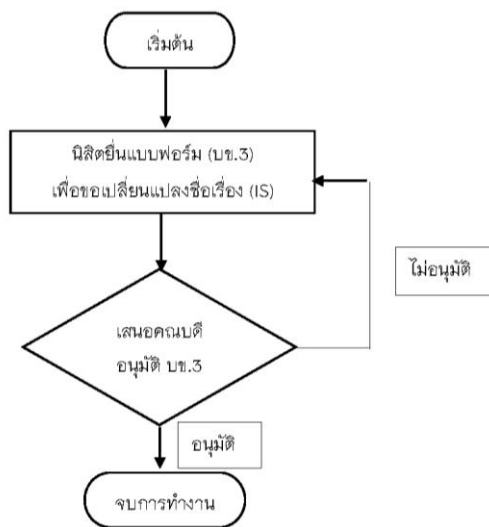 เริ่มต้น
นิสิตยื่นแบบฟอร์ม (บข.3)
เพื่อขอเปลี่ยนแปลงชื่อเรื่อง (IS)
ไม่อนุมัติ
เสนอคณบดี
อนุมัติ บข.3
อนุมัติ
จบการทำงาน